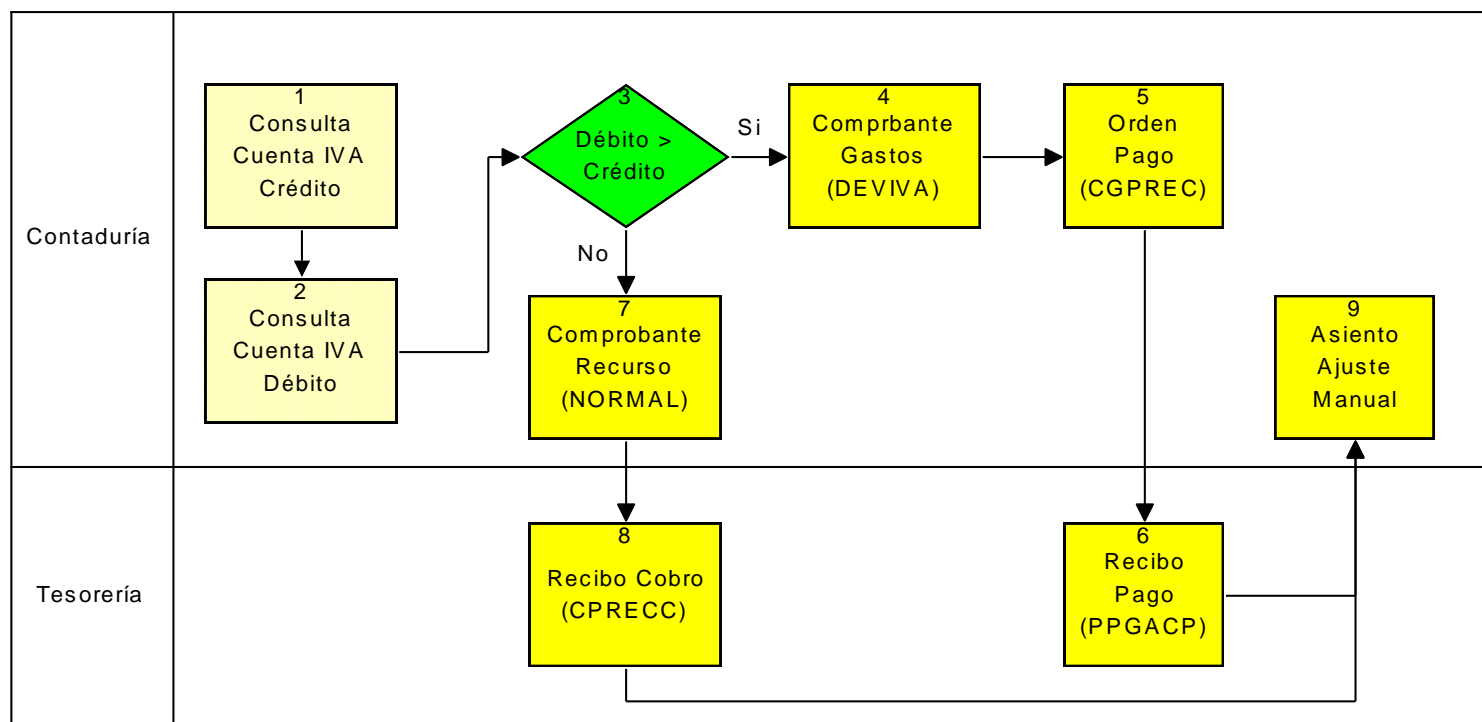 Contaduría
1
Consulta
Cuenta IVA
Crédito
2
Consulta
Cuenta IVA
Débito
3
Débito >
Crédito
Si
No
4
Comprbante
Gastos
(DEVIVA)
5
Orden
Pago
(CGPREC)
7
Comprobante
Recurso
(NORMAL)
9
Asiento
Ajuste
Manual
Tesorería
8
Recibo Cobro
(CPRECC)
6
Recibo
Pago
(PPGACP)